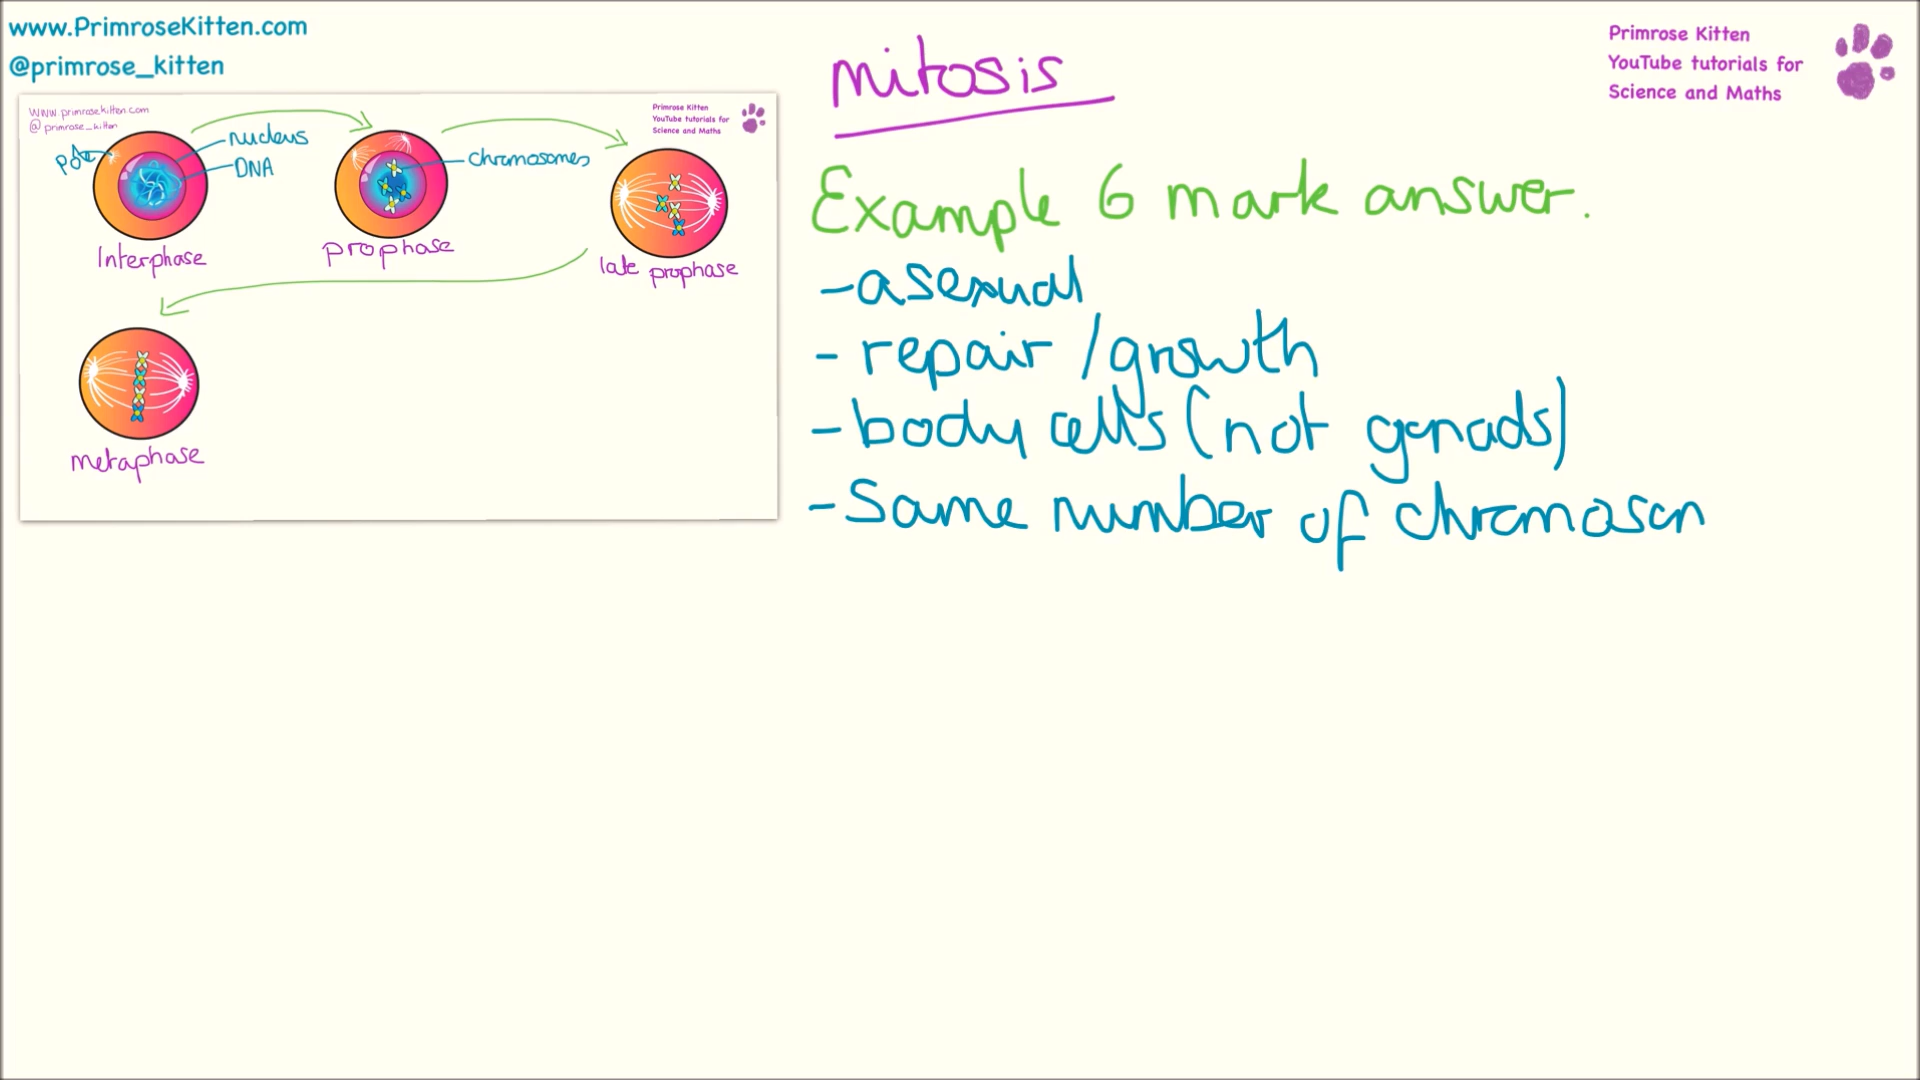 www.PrimroseKitten.com
@primrose_kitten
Primrose Kitten
YouTube tutorials for
Science and Maths
mitosis
www.primrosekitten.com
@primrose_kitten
Primrose Kitten
YouTube tutorials for
Science and Maths
pole
nucleus
DNA
chromosomes
Interphase
prophase
late prophase
metaphase
Example 6 mark answer.
- asexual
- repair / growth
- body cells (not gonads)
- Same number of chromosom